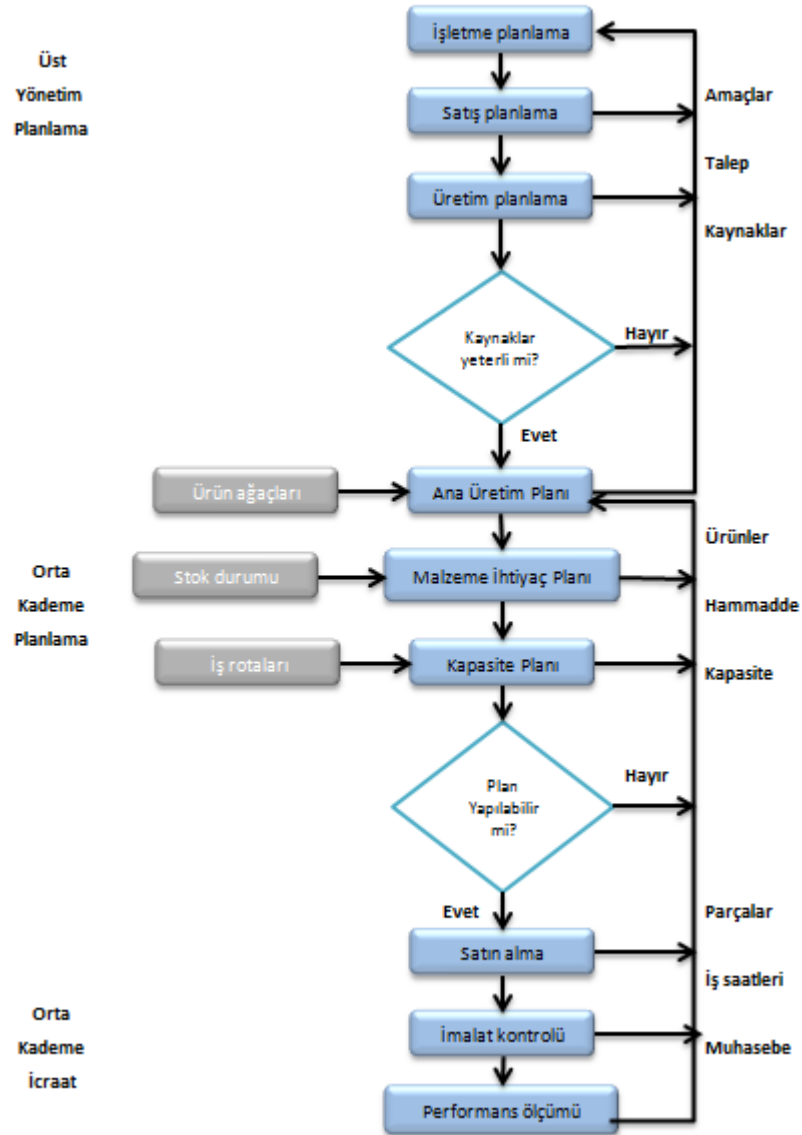 İşletme planlama
Üst
Yönetim
Planlama
Amaçlar
Satış planlama
Talep
Üretim planlama
Kaynaklar
Kaynaklar
yeterli mi?
Hayır
Evet
Ürün ağaçları
Ana Üretim Planı
Ürünler
Orta
Kademe
Planlama
Stok durumu
Malzeme İhtiyaç Planı
Hammadde
İş rotaları
Kapasite Planı
Kapasite
Plan
Yapılabilir
mi?
Hayır
Evet
Parçalar
Satın alma
İş saatleri
Orta
Kademe
İcraat
İmalat kontrolü
Muhasebe
Performans ölçümü